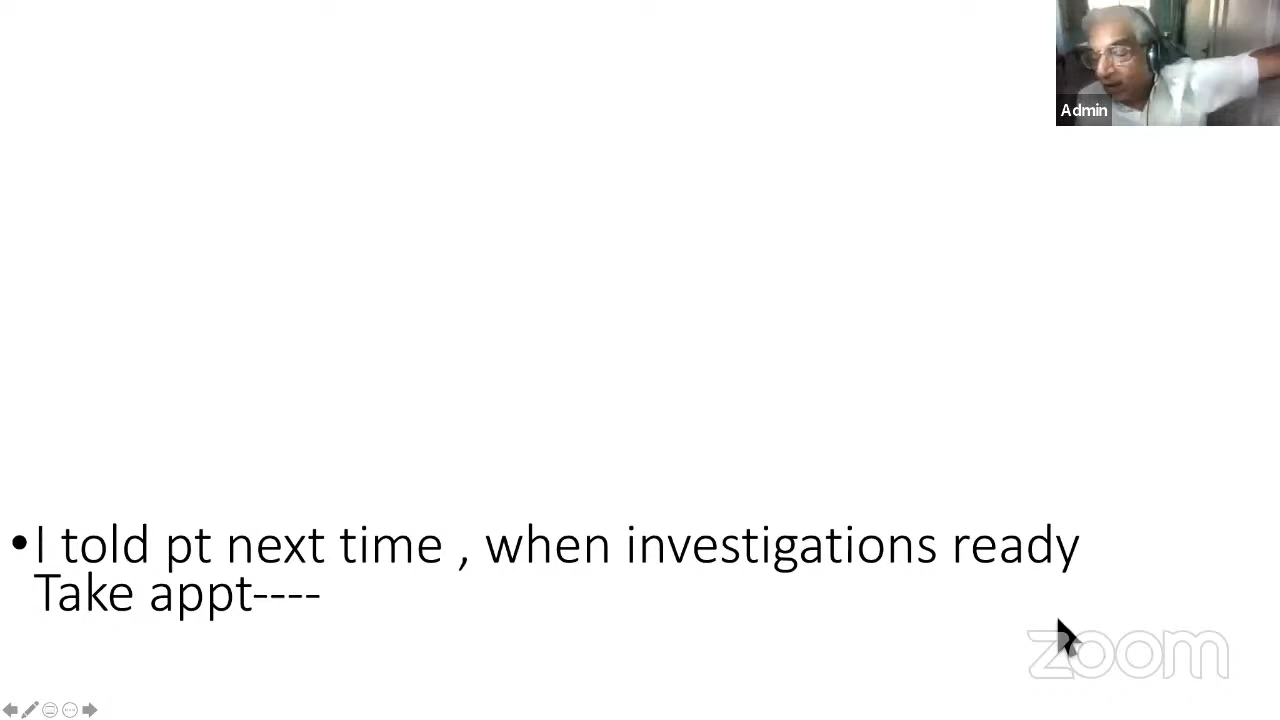 Admin
•I told pt next time , when investigations ready
Take appt----
zoom